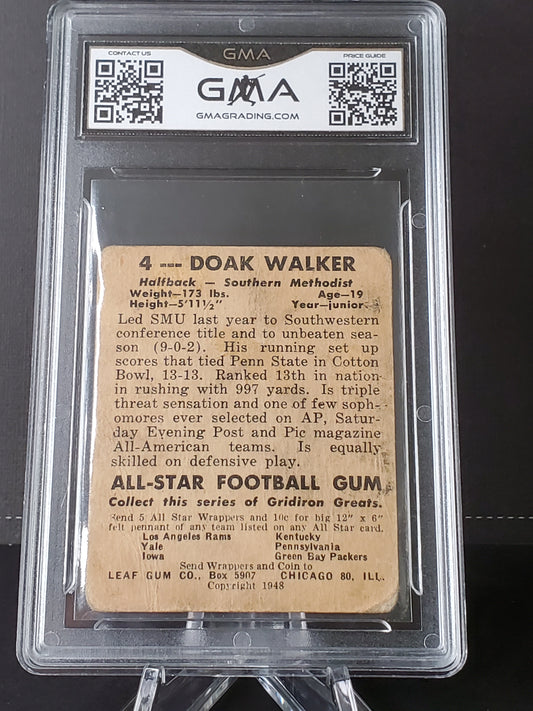 CONTACT US
GMA
PRICE GUIDE
GMA
GMAGRADING.COM
4 -- DOAK WALKER
Halfback — Southern Methodist
Weight—173 lbs. Age—19
Height—5'11½" Year—junior
Led SMU last year to Southwestern
conference title and to unbeaten sea-
son (9-0-2). His running set up
scores that tied Penn State in Cotton
Bowl, 13-13. Ranked 13th in nation
in rushing with 997 yards. Is triple
threat sensation and one of few soph-
omores ever selected on AP, Satur-
day Evening Post and Pic magazine
All-American teams. Is equally
skilled on defensive play.
ALL-STAR FOOTBALL GUM
Collect this series of Gridiron Greats.
Send 5 All Star Wrappers and 10c for big 12" x 6"
felt pennant of any team listed on any All Star card.
Los Angeles Rams Kentucky
Yale Pennsylvania
Iowa Green Bay Packers
Send Wrappers and Coin to
LEAF GUM CO., Box 5907 CHICAGO 80, ILL.
Copyright 1948